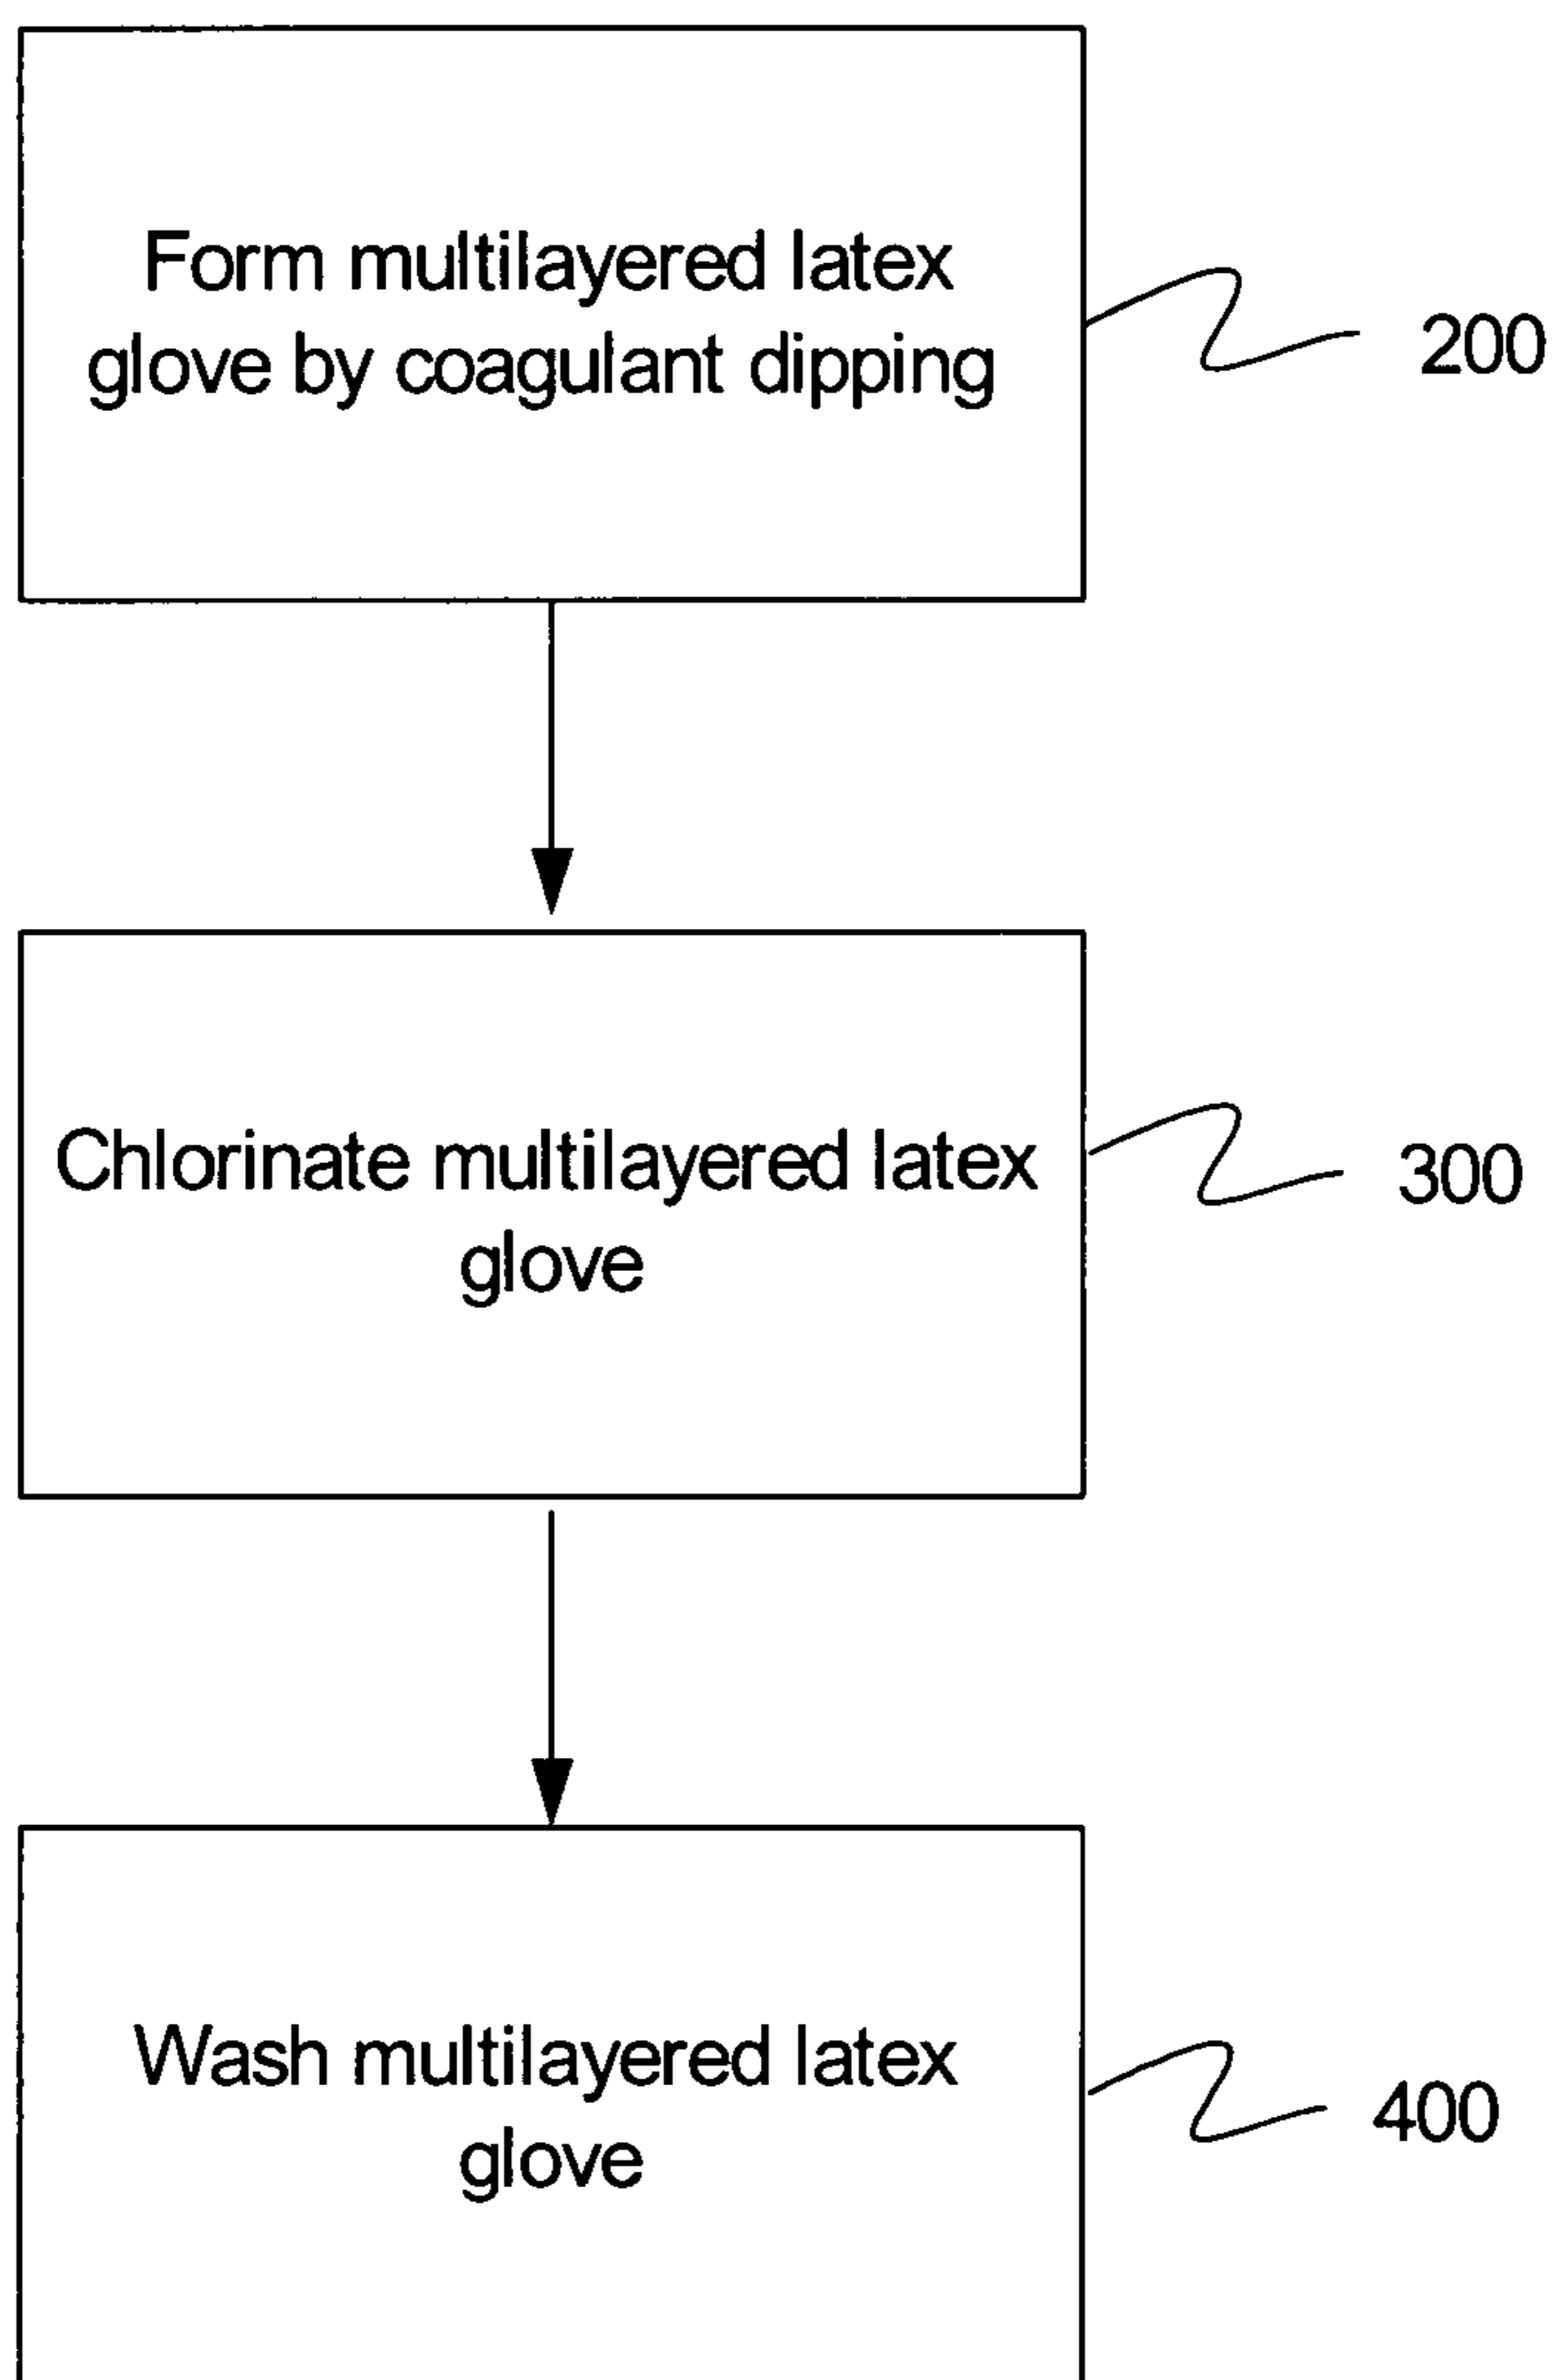 Form multilayered latex
glove by coagulant dipping
200
Chlorinate multilayered latex
glove
300
Wash multilayered latex
glove
400